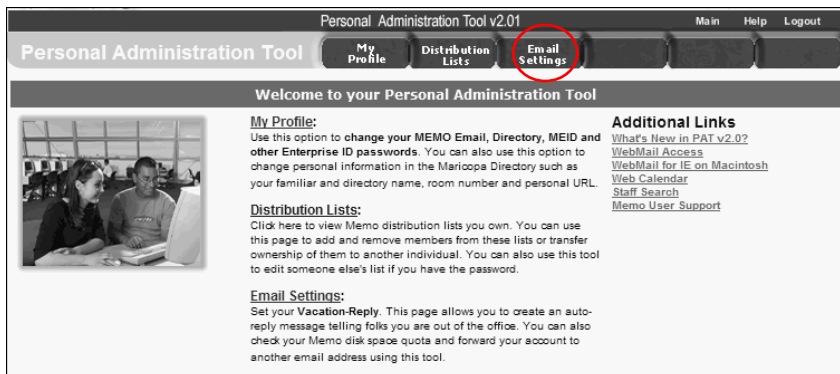 Personal Administration Tool v2.01
Main Help Logout
Personal Administration Tool
My
Profile
Distribution
Lists
Email
Settings
Welcome to your Personal Administration Tool
My Profile:
Use this option to change your MEMO Email, Directory, MEID and
other Enterprise ID passwords. You can also use this option to
change personal information in the Maricopa Directory such as
your familiar and directory name, room number and personal URL.
Distribution Lists:
Click here to view Memo distribution lists you own. You can use
this page to add and remove members from these lists or transfer
ownership of them to another individual. You can also use this tool
to edit someone else's list if you have the password.
Email Settings:
Set your Vacation-Reply. This page allows you to create an auto-
reply message telling folks you are out of the office. You can also
check your Memo disk space quota and forward your account to
another email address using this tool.
Additional Links
What's New in PAT v2.0?
WebMail Access
WebMail for IE on Macintosh
Web Calendar
Staff Search
Memo User Support